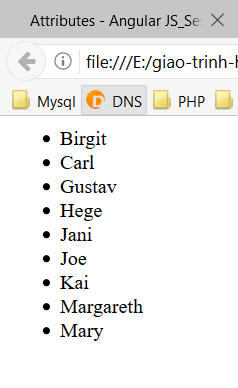 Attributes - Angular JS_Se
file:///E:/giao-trinh-
Mysql DNS PHP
Birgit
Carl
Gustav
Hege
Jani
Joe
Kai
Margareth
Mary